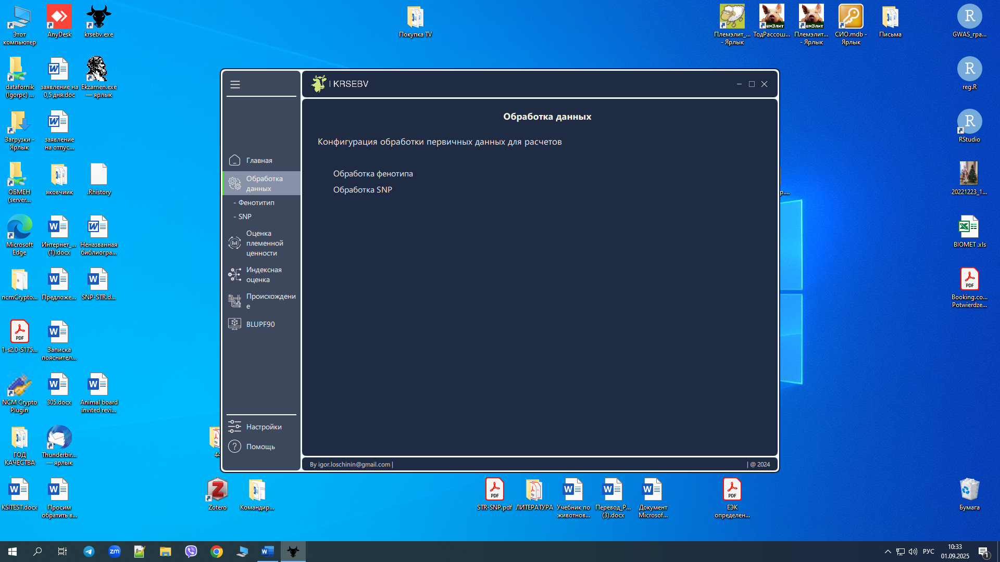 Этот
компьютер
AnyDesk
krsebv.exe
Покупка TV
Племэлит_...
- Ярлык
ТодРассош...
Племэлит...
- Ярлык
СИО.mdb -
Ярлык
Письма
GWAS_гра...
datafornik
(Igorpc) ...
заявление на
0,5 дня.doc
Ekzamen.exe
— ярлык
reg.R
Загрузки -
Ярлык
заявление
на отпус...
RStudio
ОБМЕН
(server...
яковчиик
.Rhistory
20221223_1...
Microsoft
Edge
Интернет_...
(1).docx
Неназванная
библиогра...
BIOMET .xls
ncmCrypto...
Предложе...
SNP-STR.d...
Booking.co...
Potwierdze...
1-s2.0-S175...
Записка
пояснител...
NCM Crypto
Plugin
305.docx
Animal board
invited revi...
ГОД
КАЧЕСТВА
Thunderbir...
— ярлык
44
KSITEST.docx
Просим
обратить в...
Zotero
Командир...
STR-SNP.pdf
ЛИТЕРАТУРА
Учебник по
животнов...
Перевод_Р...
(3).docx
Документ
Microsof...
ЕЭК
определен...
Бумага
| KRSEBV
Главная
Обработка
данных
- Фенотитип
- SNP
Оценка
племенной
ценности
Индексная
оценка
Происхождени
е
BLUPF90
Настройки
Помощь
Обработка данных
Конфигурация обработки первичных данных для расчетов
Обработка фенотипа
Обработка SNP
By igor.loschinin@gmail.com |
| @ 2024
р....
РУС
10:33
01.09.2025
1